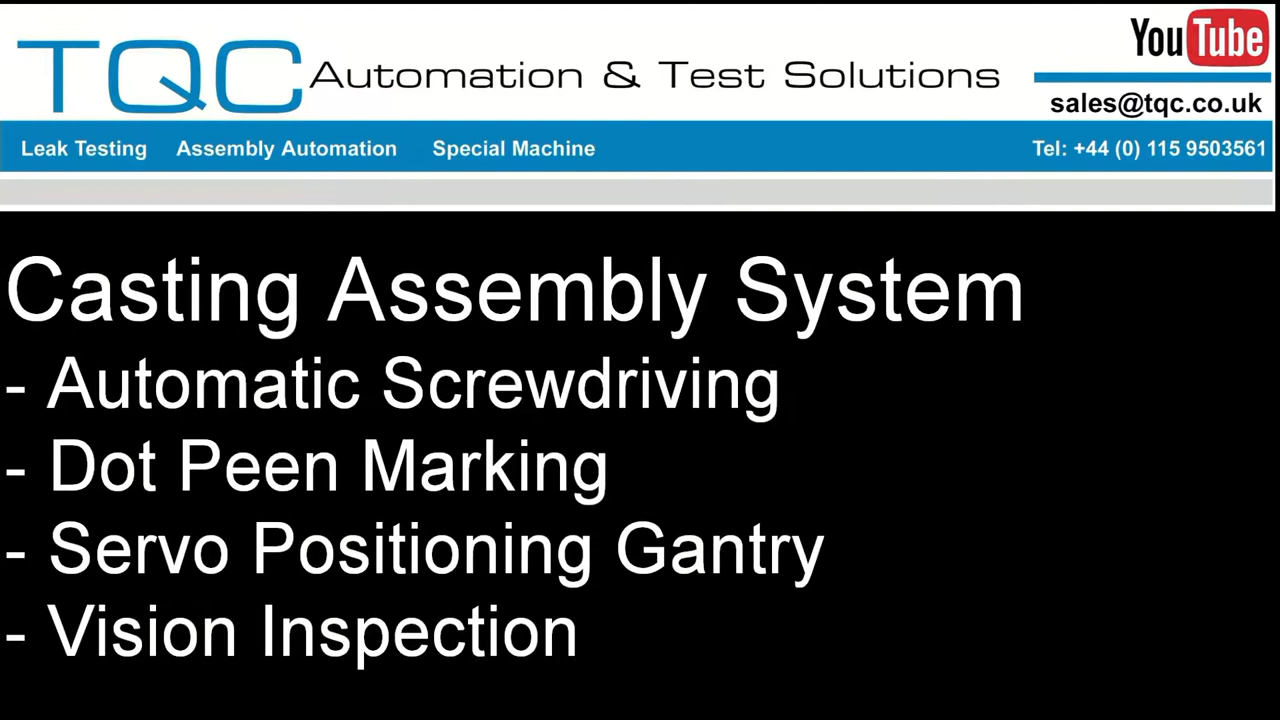 YouTube
TQC Automation & Test Solutions
sales@tqc.co.uk
Leak Testing Assembly Automation Special Machine Tel: +44 (0) 115 9503561
Casting Assembly System
- Automatic Screwdriving
- Dot Peen Marking
- Servo Positioning Gantry
- Vision Inspection